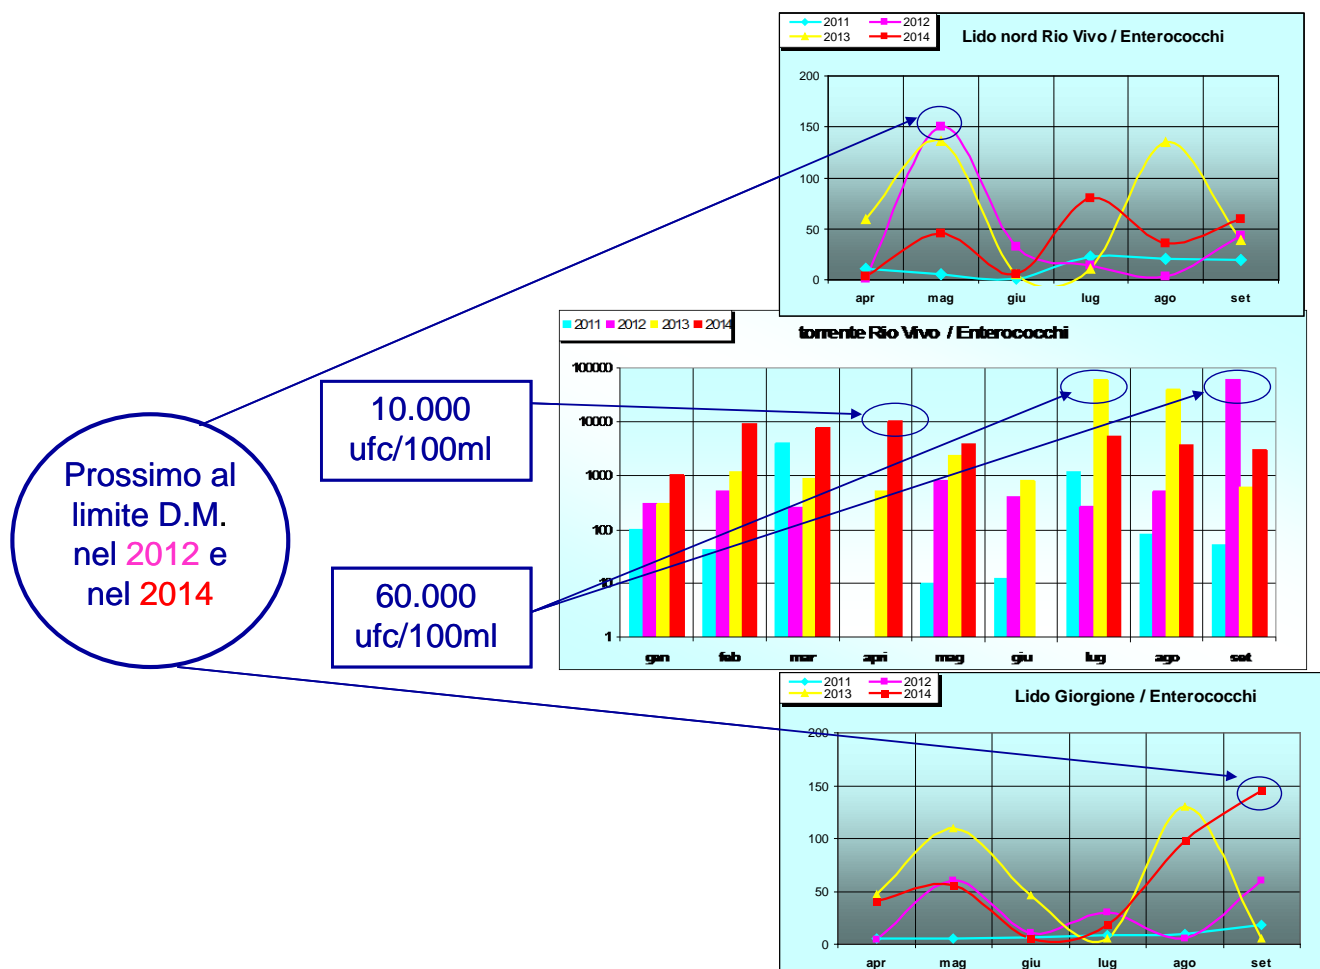 2011 2012
2013 2014
Lido nord Rio Vivo / Enterococchi
200
150
100
50
0
apr mag giu lug ago set
2011 2012 2013 2014
torrente Rio Vivo / Enterococchi
100000
10000
1000
100
10
1
gen feb mar apri mag giu lug ago set
10.000
ufc/100ml
60.000
ufc/100ml
Prossimo al
limite D.M.
nel 2012 e
nel 2014
2011 2012
2013 2014
Lido Giorgione / Enterococchi
200
150
100
50
0
apr mag giu lug ago set